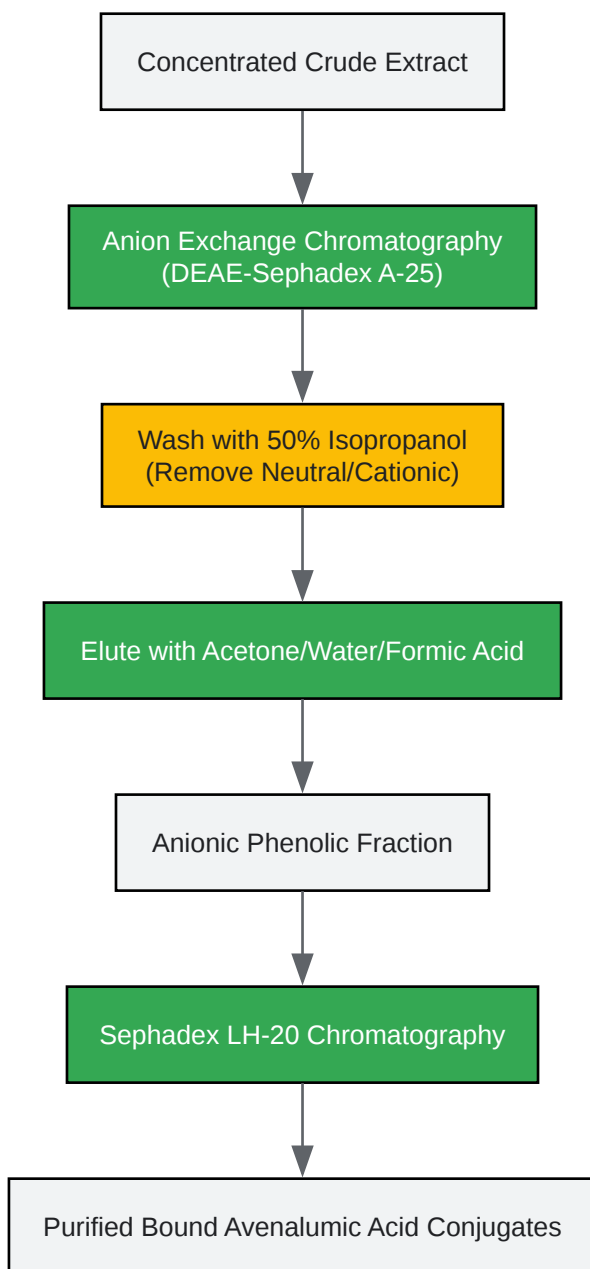 Concentrated Crude Extract
Anion Exchange Chromatography
(DEAE-Sephadex A-25)
Wash with 50% Isopropanol
(Remove Neutral/Cationic)
Elute with Acetone/Water/Formic Acid
Anionic Phenolic Fraction
Sephadex LH-20 Chromatography
Purified Bound Avenalumic Acid Conjugates